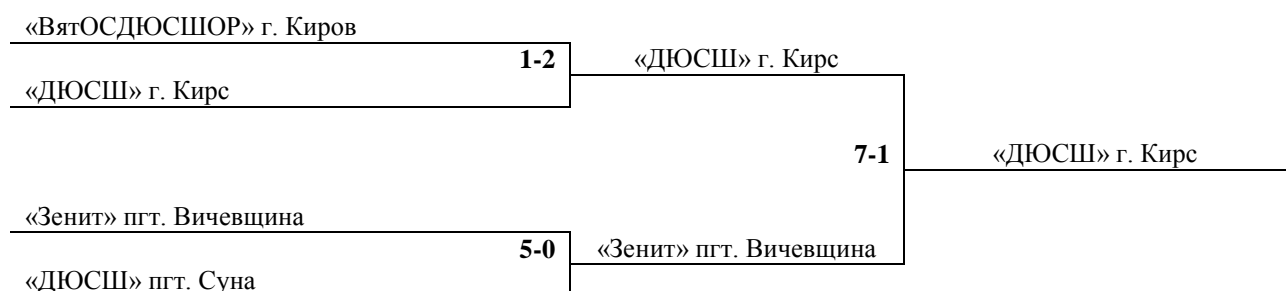 «ВятОСДЮСШОР» г. Киров
1-2
«ДЮСШ» г. Кирс
«ДЮСШ» г. Кирс
7-1
«ДЮСШ» г. Кирс
«Зенит» пгт. Вичевщина
5-0
«Зенит» пгт. Вичевщина
«ДЮСШ» пгт. Суна